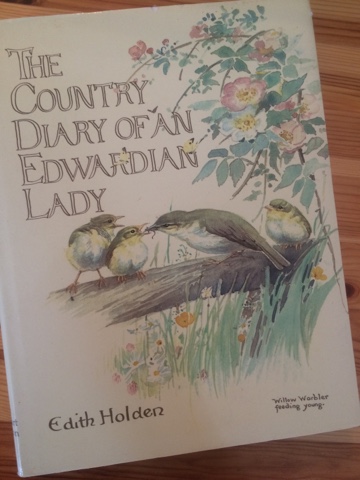 THE
COUNTRY
DIARY OF AN
EDWARDIAN
LADY
Edith Holden
Willow Warbler
feeding young.